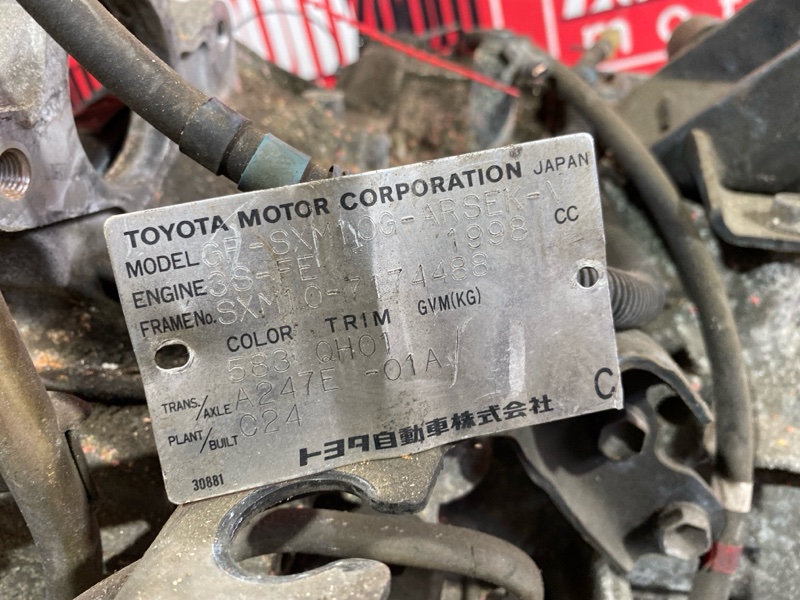 TOYOTA MOTOR CORPORATION JAPAN
MODEL GF-SXM10G-ARSEK-V
ENGINE 3S-FE 1998 CC
FRAME No. SXM10-7174488
COLOR TRIM GVM(KG)
583 QH01
TRANS./AXLE A247E -01A
PLANT/BUILT C24
C
トヨタ自動車株式会社
30881